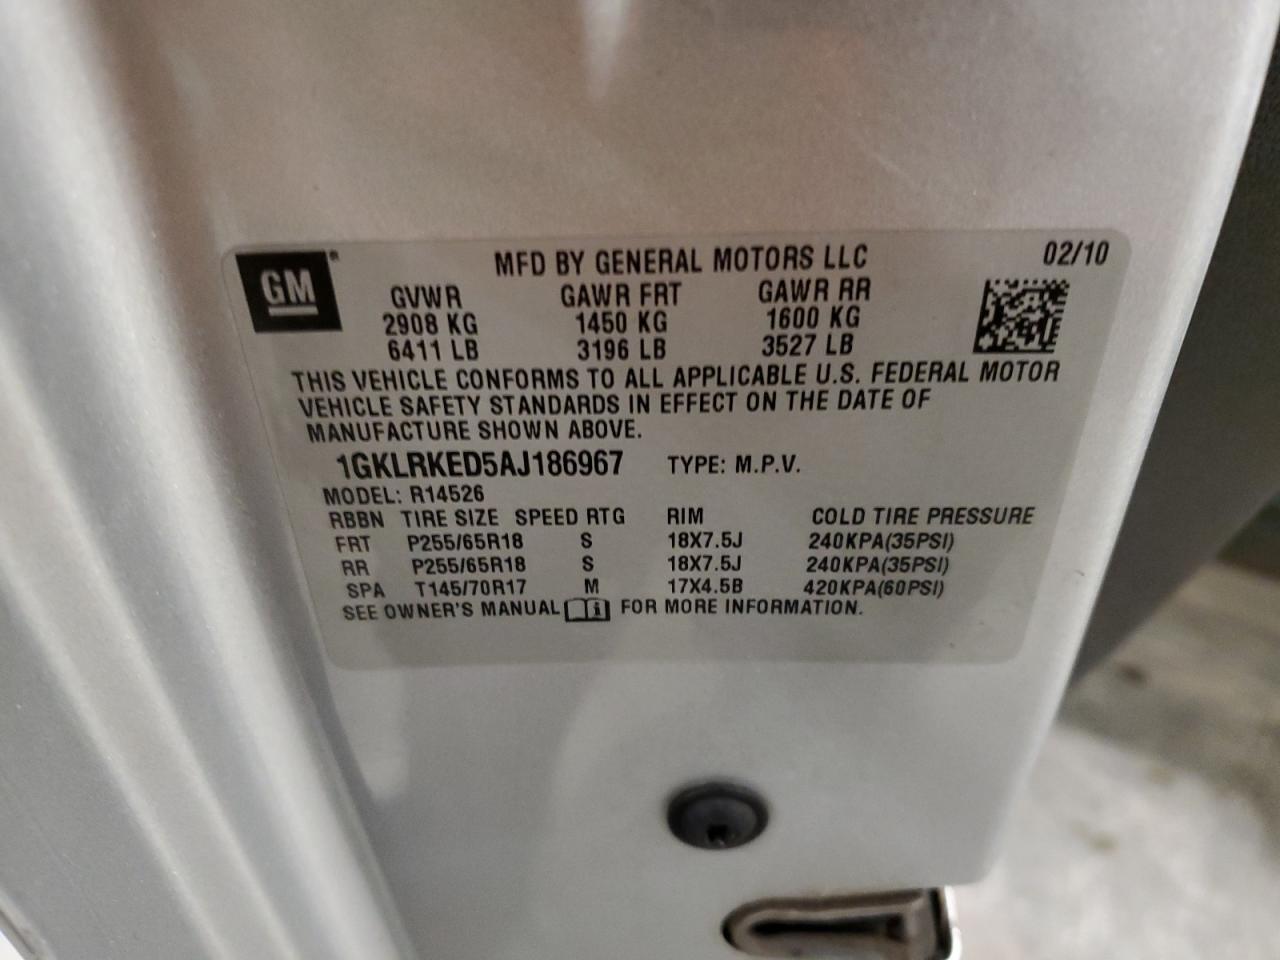 GM®
MFD BY GENERAL MOTORS LLC 02/10
GVWR GAWR FRT GAWR RR
2908 KG 1450 KG 1600 KG
6411 LB 3196 LB 3527 LB
THIS VEHICLE CONFORMS TO ALL APPLICABLE U.S. FEDERAL MOTOR
VEHICLE SAFETY STANDARDS IN EFFECT ON THE DATE OF
MANUFACTURE SHOWN ABOVE.
1GKLRKED5AJ186967 TYPE: M.P.V.
MODEL: R14526
RBBN TIRE SIZE SPEED RTG RIM COLD TIRE PRESSURE
FRT P255/65R18 S 18X7.5J 240KPA(35PSI)
RR P255/65R18 S 18X7.5J 240KPA(35PSI)
SPA T145/70R17 M 17X4.5B 420KPA(60PSI)
SEE OWNER'S MANUAL i FOR MORE INFORMATION.